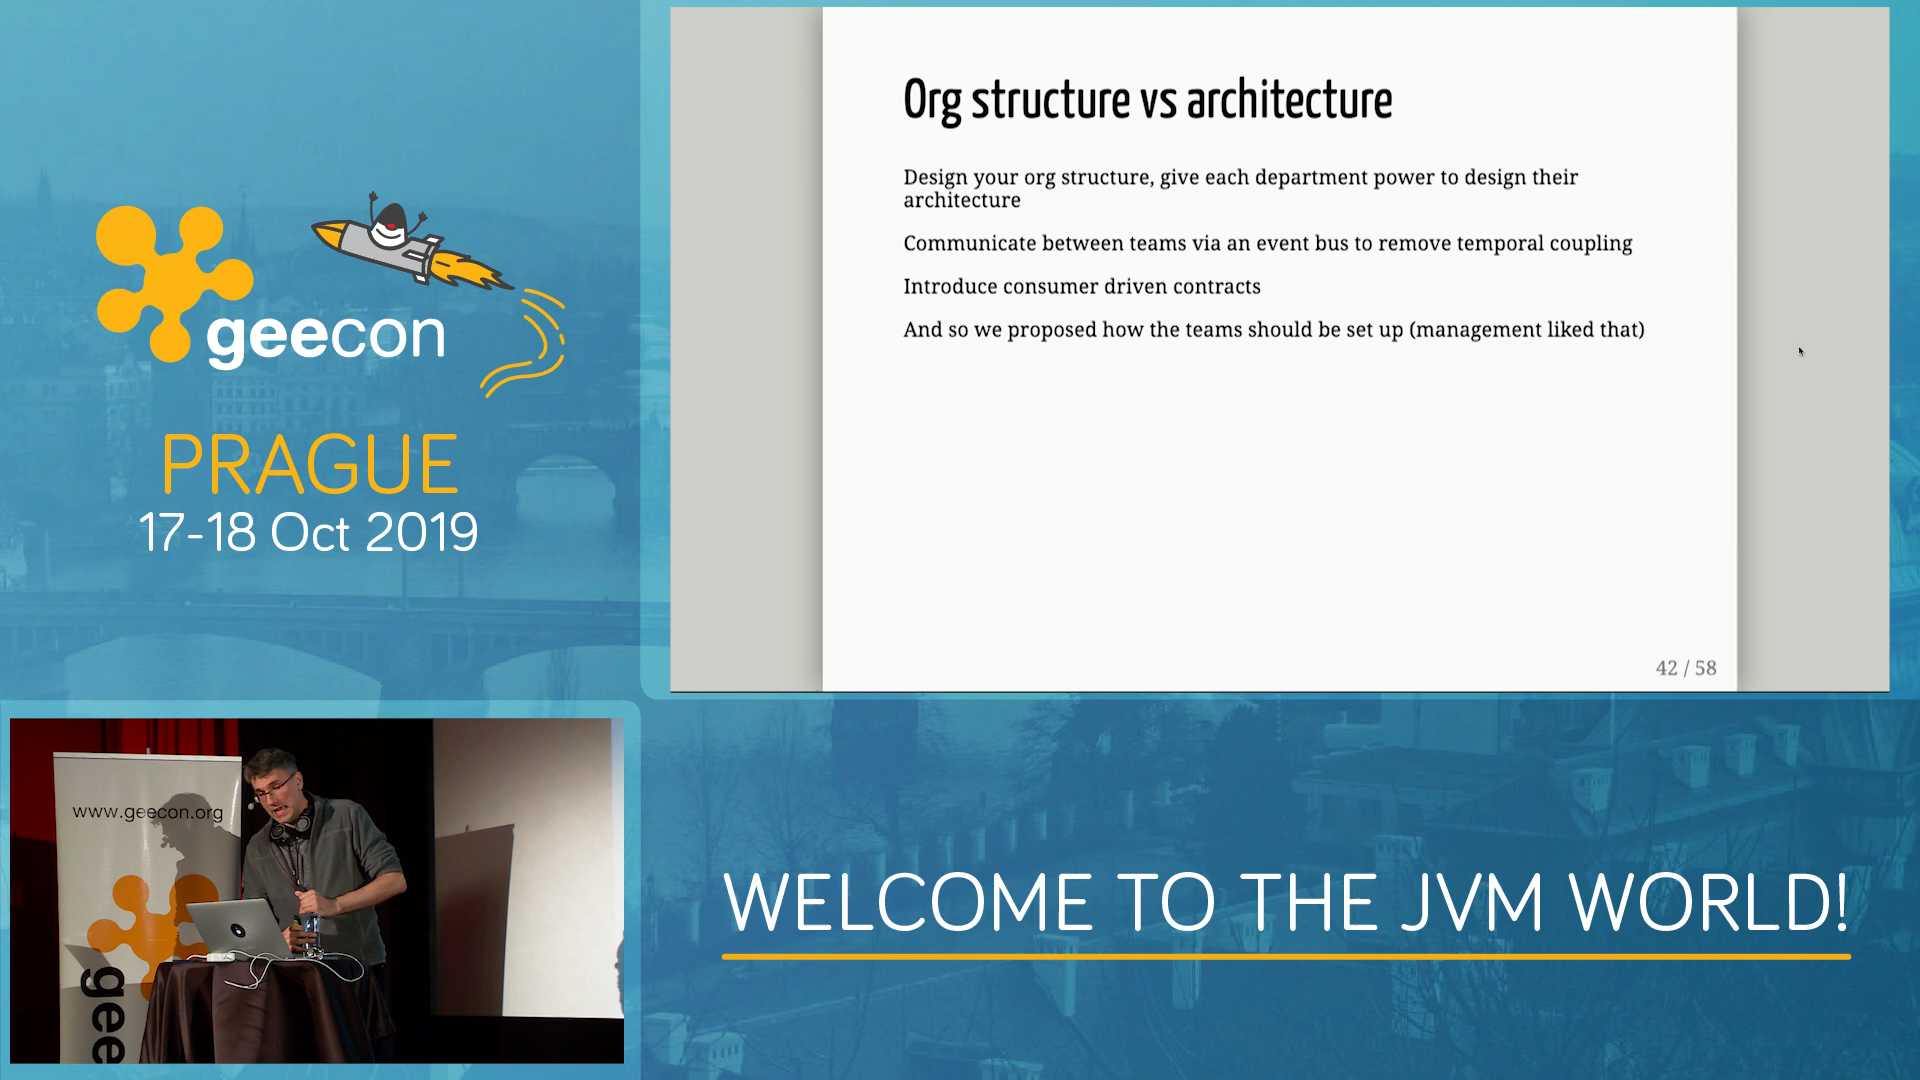 geecon
PRAGUE
17-18 Oct 2019
Org structure vs architecture
Design your org structure, give each department power to design their
architecture
Communicate between teams via an event bus to remove temporal coupling
Introduce consumer driven contracts
And so we proposed how the teams should be set up (management liked that)
42 / 58
www.geecon.org
gee
WELCOME TO THE JVM WORLD!